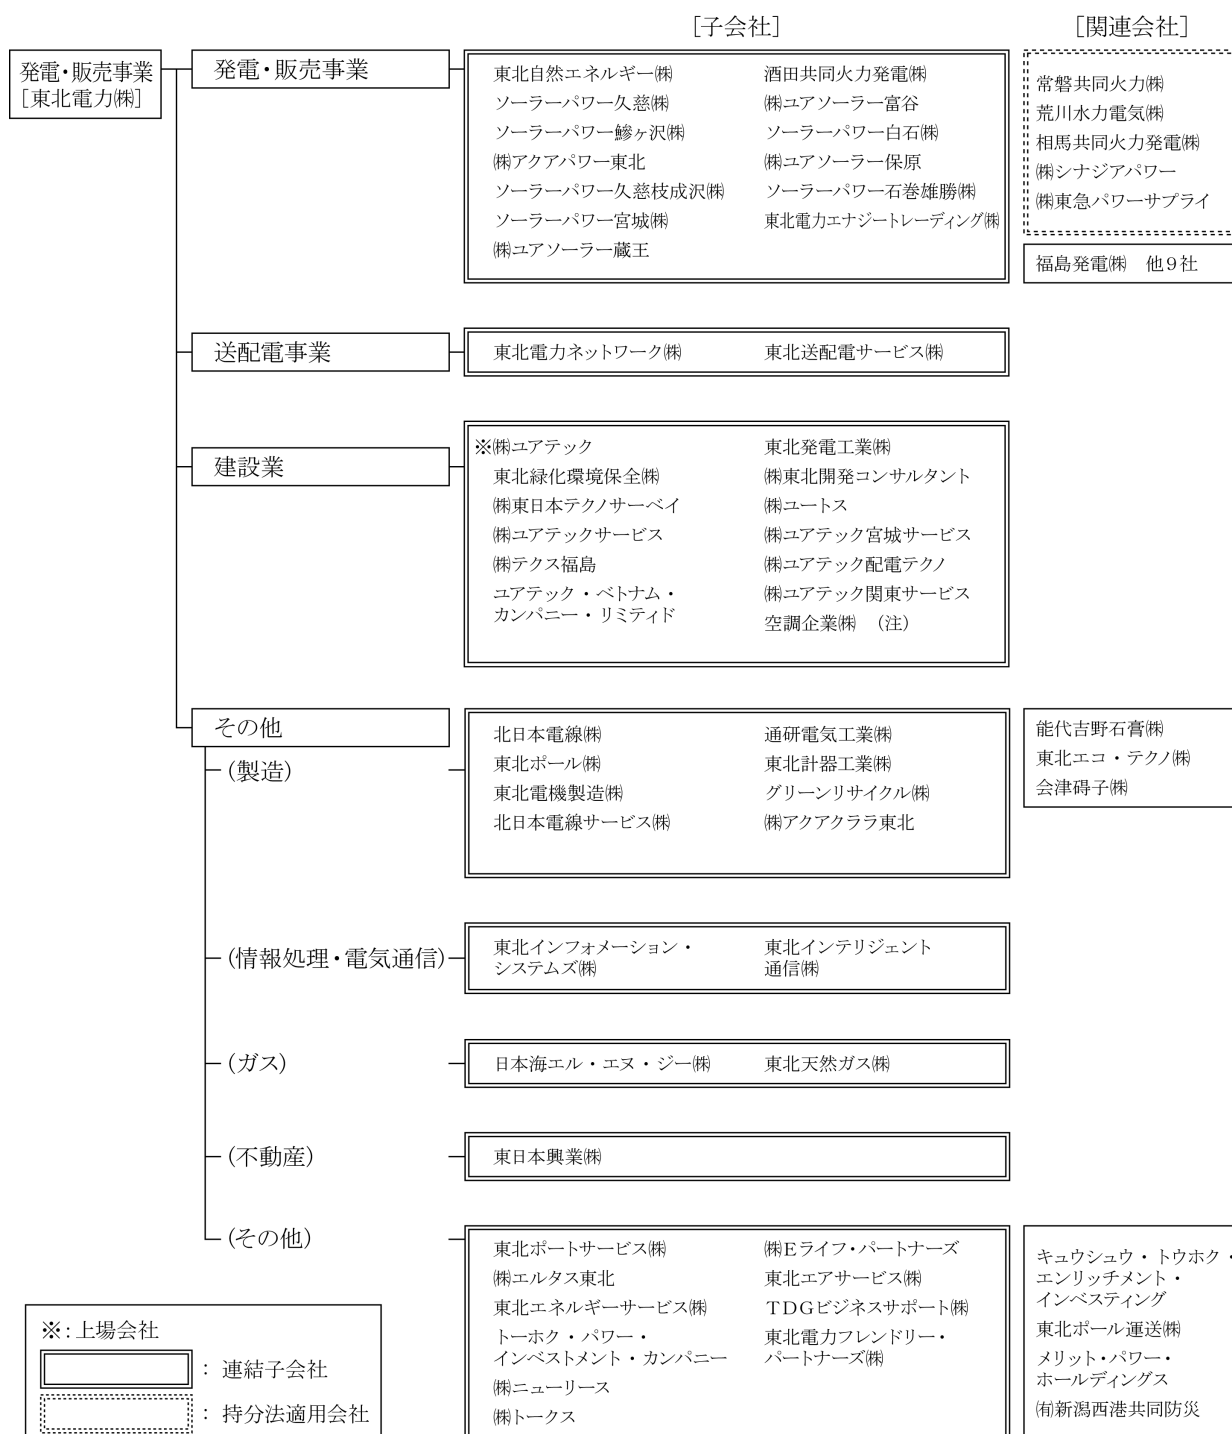 [子会社]
[関連会社]
発電・販売事業
[東北電力㈱]
発電・販売事業
東北自然エネルギー㈱
ソーラーパワー久慈㈱
ソーラーパワー鰺ヶ沢㈱
㈱アクアパワー東北
ソーラーパワー久慈枝成沢㈱
ソーラーパワー宮城㈱
㈱ユアソーラー蔵王
酒田共同火力発電㈱
㈱ユアソーラー富谷
ソーラーパワー白石㈱
㈱ユアソーラー保原
ソーラーパワー石巻雄勝㈱
東北電力エナジートレーディング㈱
常磐共同火力㈱
荒川水力電気㈱
相馬共同火力発電㈱
㈱シナジアパワー
㈱東急パワーサプライ
福島発電㈱　他９社
送配電事業
東北電力ネットワーク㈱
東北送配電サービス㈱
建設業
※㈱ユアテック
東北緑化環境保全㈱
㈱東日本テクノサーベイ
㈱ユアテックサービス
㈱テクス福島
ユアテック・ベトナム・
カンパニー・リミティド
東北発電工業㈱
㈱東北開発コンサルタント
㈱ユートス
㈱ユアテック宮城サービス
㈱ユアテック配電テクノ
㈱ユアテック関東サービス
空調企業㈱　（注）
その他
(製造)
北日本電線㈱
東北ポール㈱
東北電機製造㈱
北日本電線サービス㈱
通研電気工業㈱
東北計器工業㈱
グリーンリサイクル㈱
㈱アクアクララ東北
能代吉野石膏㈱
東北エコ・テクノ㈱
会津碍子㈱
(情報処理・電気通信)
東北インフォメーション・
システムズ㈱
東北インテリジェント
通信㈱
(ガス)
日本海エル・エヌ・ジー㈱
東北天然ガス㈱
(不動産)
東日本興業㈱
(その他)
東北ポートサービス㈱
㈱エルタス東北
東北エネルギーサービス㈱
トーホク・パワー・
インベストメント・カンパニー
㈱ニューリース
㈱トークス
㈱Ｅライフ・パートナーズ
東北エアサービス㈱
ＴＤＧビジネスサポート㈱
東北電力フレンドリー・
パートナーズ㈱
キュウシュウ・トウホク・
エンリッチメント・
インベスティング
東北ポール運送㈱
メリット・パワー・
ホールディングス
㈲新潟西港共同防災
※：上場会社
：連結子会社
：持分法適用会社